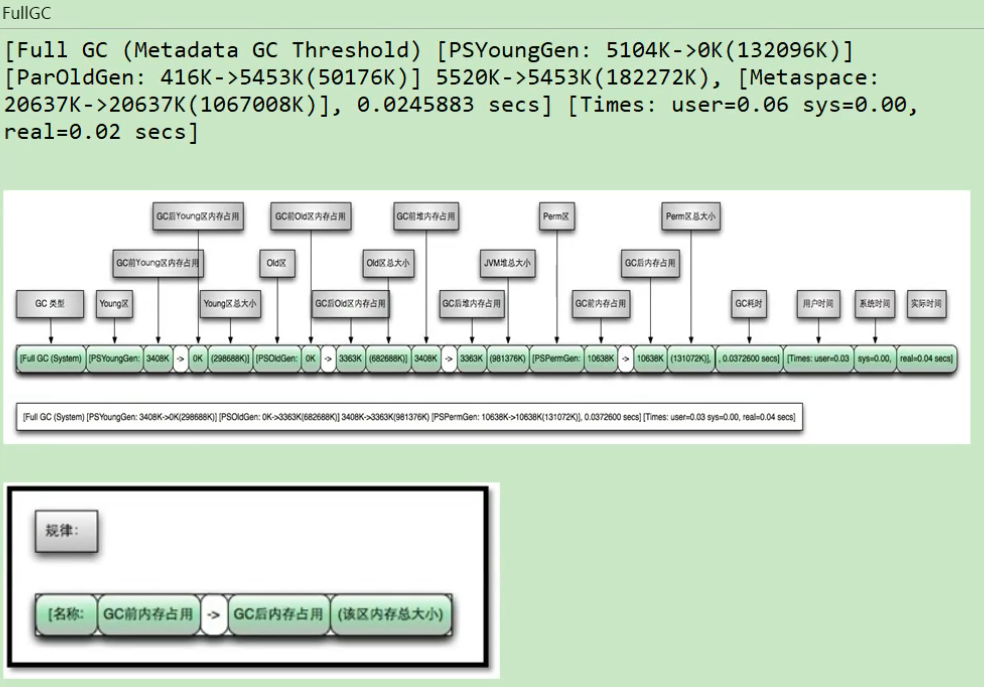 FullGC
[Full GC (Metadata GC Threshold) [PSYoungGen: 5104K->0K(132096K)]
[ParOldGen: 416K->5453K(50176K)] 5520K->5453K(182272K), [Metaspace:
20637K->20637K(1067008K)], 0.0245883 secs] [Times: user=0.06 sys=0.00,
real=0.02 secs]
GC后Young区内存占用 GC前Old区内存占用 GC前堆内存占用 Perm区 Perm区总大小
GC前Young区内存占用 Old区 Old区总大小 JVM堆总大小 GC后内存占用
GC 类型 Young区 Young区总大小 GC后Old区内存占用 GC后堆内存占用 GC前内存占用 GC耗时 用户时间 系统时间 实际时间
[Full GC (System) [PSYoungGen: 3408K -> 0K (298688K)] [PSOldGen: 0K -> 3363K (682688K)] 3408K -> 3363K (981376K) [PSPermGen: 10638K -> 10638K (131072K)], , 0.0372600 secs] [Times: user=0.03 sys=0.00, real=0.04 secs]
[Full GC (System) [PSYoungGen: 3408K->0K(298688K)] [PSOldGen: 0K->3363K(682688K)] 3408K->3363K(981376K) [PSPermGen: 10638K->10638K(131072K)], 0.0372600 secs] [Times: user=0.03 sys=0.00, real=0.04 secs]
规律:
[名称: GC前内存占用 -> GC后内存占用 (该区内存总大小)